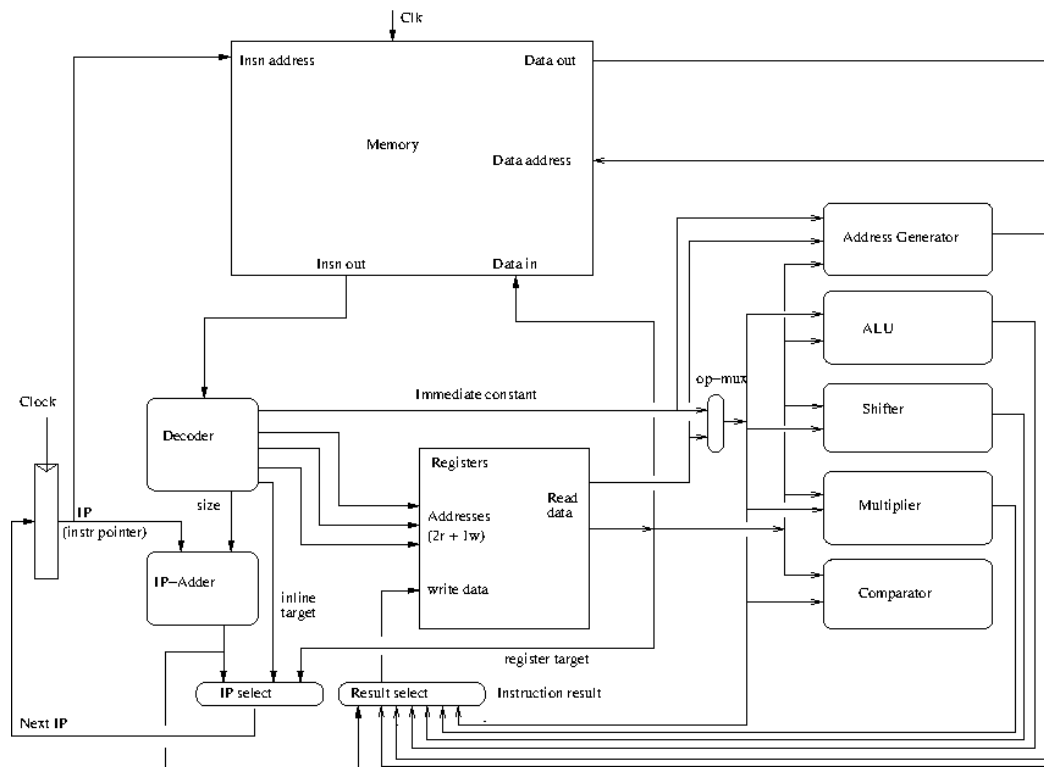 Clk
Insn address
Data out
Memory
Data address
Insn out
Data in
Address Generator
ALU
op-mux
Immediate constant
Clock
Decoder
Shifter
Registers
size
Read
data
IP
(instr pointer)
Addresses
(2r + 1w)
Multiplier
IP-Adder
inline
target
write data
Comparator
register target
IP select
Result select
Instruction result
Next IP